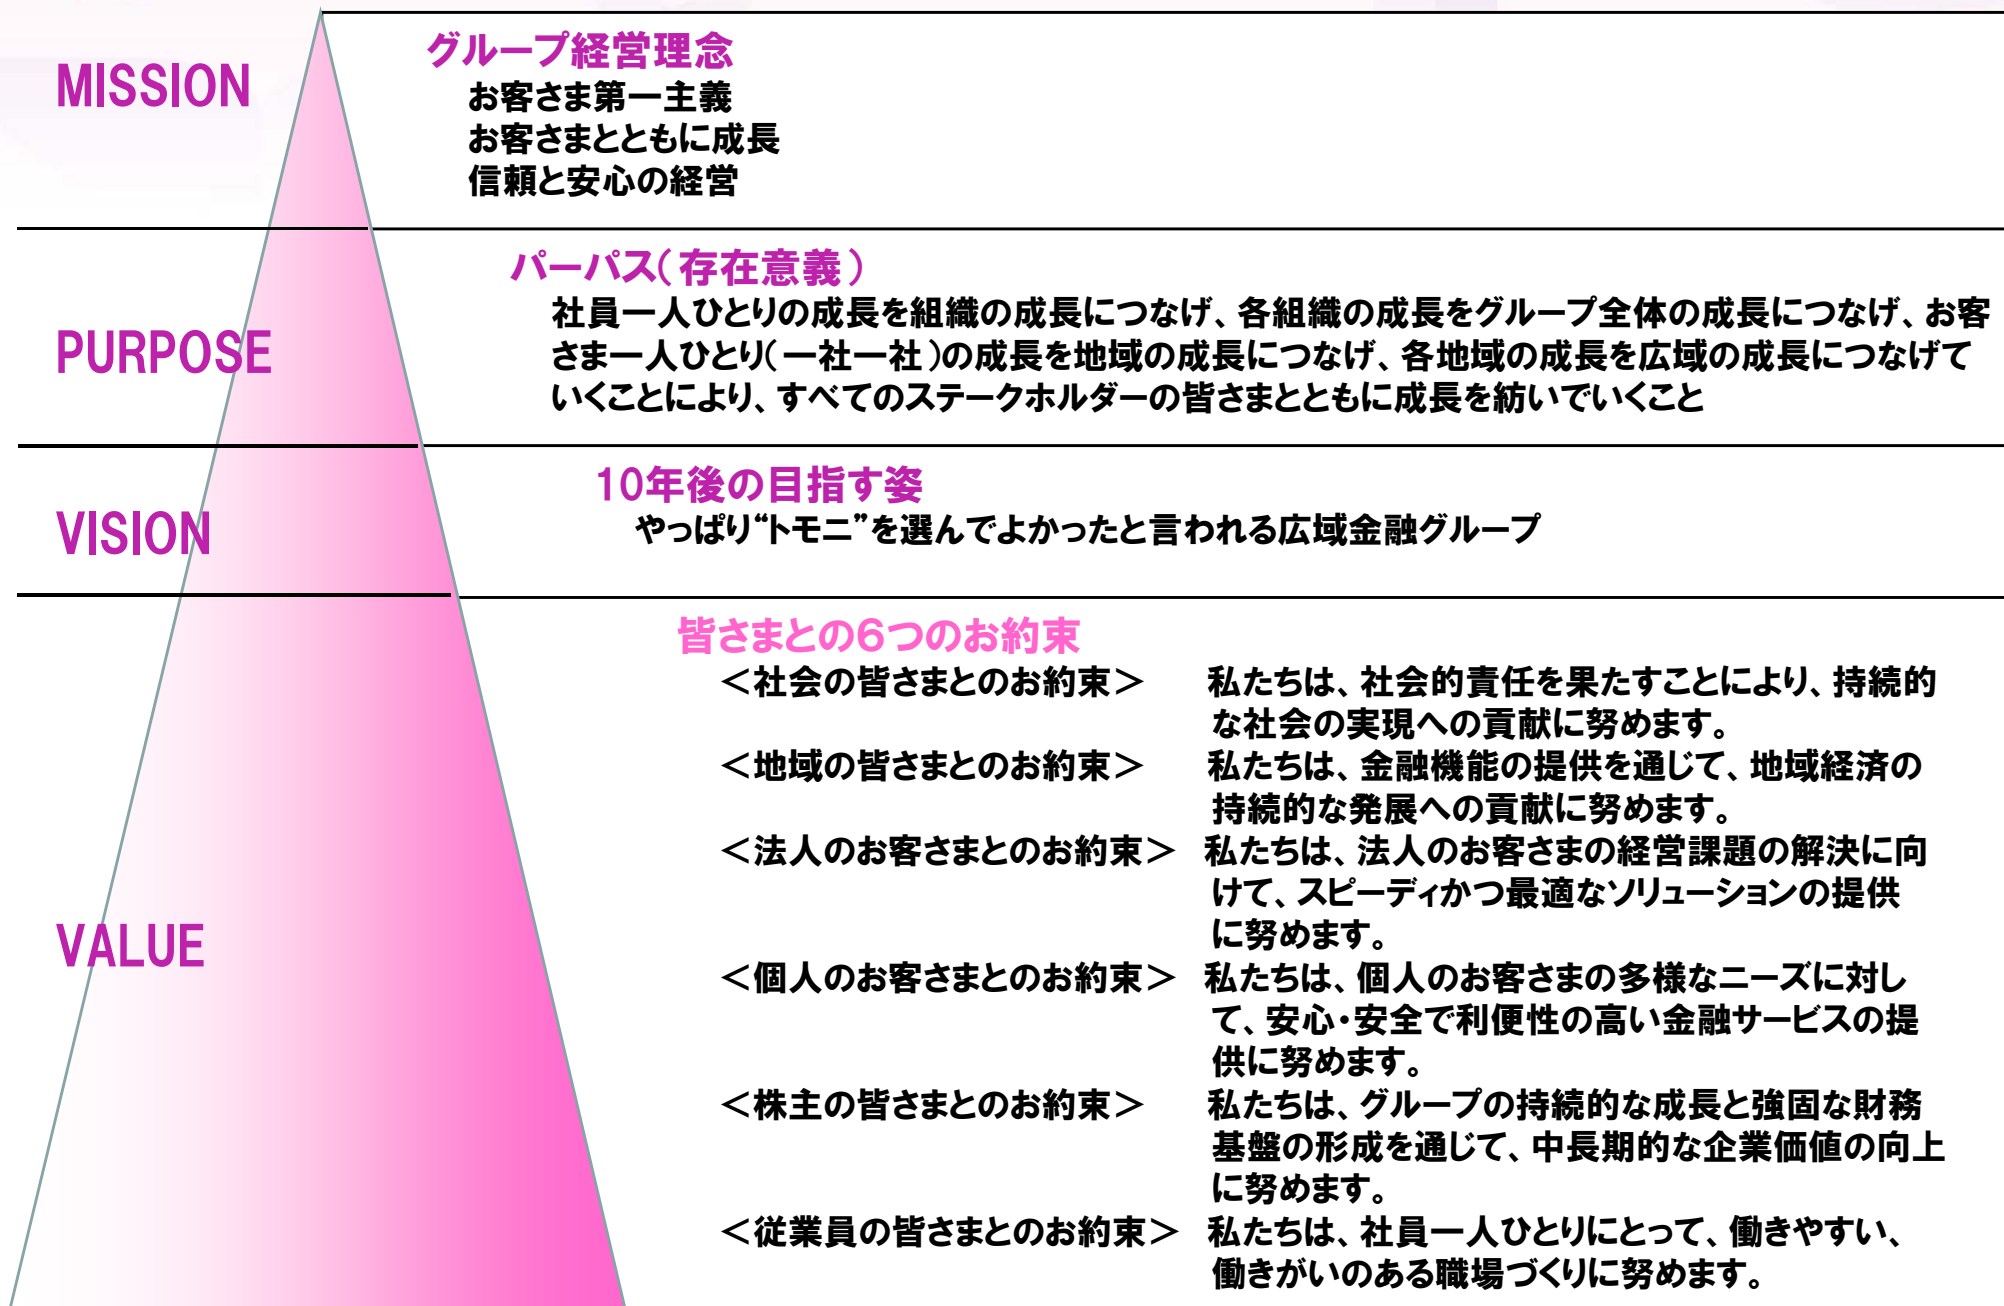 MISSION
グループ経営理念
お客さま第一主義
お客さまとともに成長
信頼と安心の経営
PURPOSE
パーパス(存在意義)
社員一人ひとりの成長を組織の成長につなげ、各組織の成長をグループ全体の成長につなげ、お客
さま一人ひとり(一社一社)の成長を地域の成長につなげ、各地域の成長を広域の成長につなげて
いくことにより、すべてのステークホルダーの皆さまとともに成長を紡いでいくこと
VISION
10年後の目指す姿
やっぱり“トモニ”を選んでよかったと言われる広域金融グループ
VALUE
皆さまとの6つのお約束
＜社会の皆さまとのお約束＞ 私たちは、社会的責任を果たすことにより、持続的
な社会の実現への貢献に努めます。
＜地域の皆さまとのお約束＞ 私たちは、金融機能の提供を通じて、地域経済の
持続的な発展への貢献に努めます。
＜法人のお客さまとのお約束＞ 私たちは、法人のお客さまの経営課題の解決に向
けて、スピーディかつ最適なソリューションの提供
に努めます。
＜個人のお客さまとのお約束＞ 私たちは、個人のお客さまの多様なニーズに対し
て、安心・安全で利便性の高い金融サービスの提
供に努めます。
＜株主の皆さまとのお約束＞ 私たちは、グループの持続的な成長と強固な財務
基盤の形成を通じて、中長期的な企業価値の向上
に努めます。
＜従業員の皆さまとのお約束＞ 私たちは、社員一人ひとりにとって、働きやすい、
働きがいのある職場づくりに努めます。